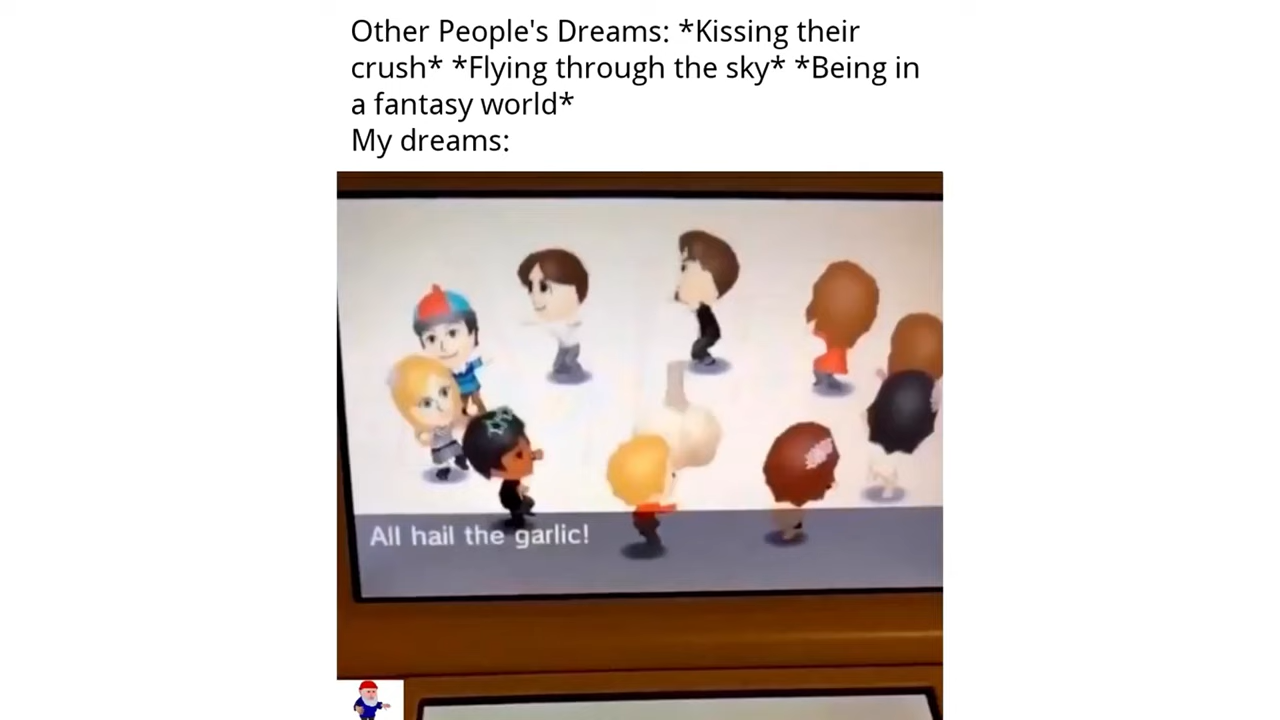 Other People's Dreams: *Kissing their
crush* *Flying through the sky* *Being in
a fantasy world*
My dreams:
All hail the garlic!